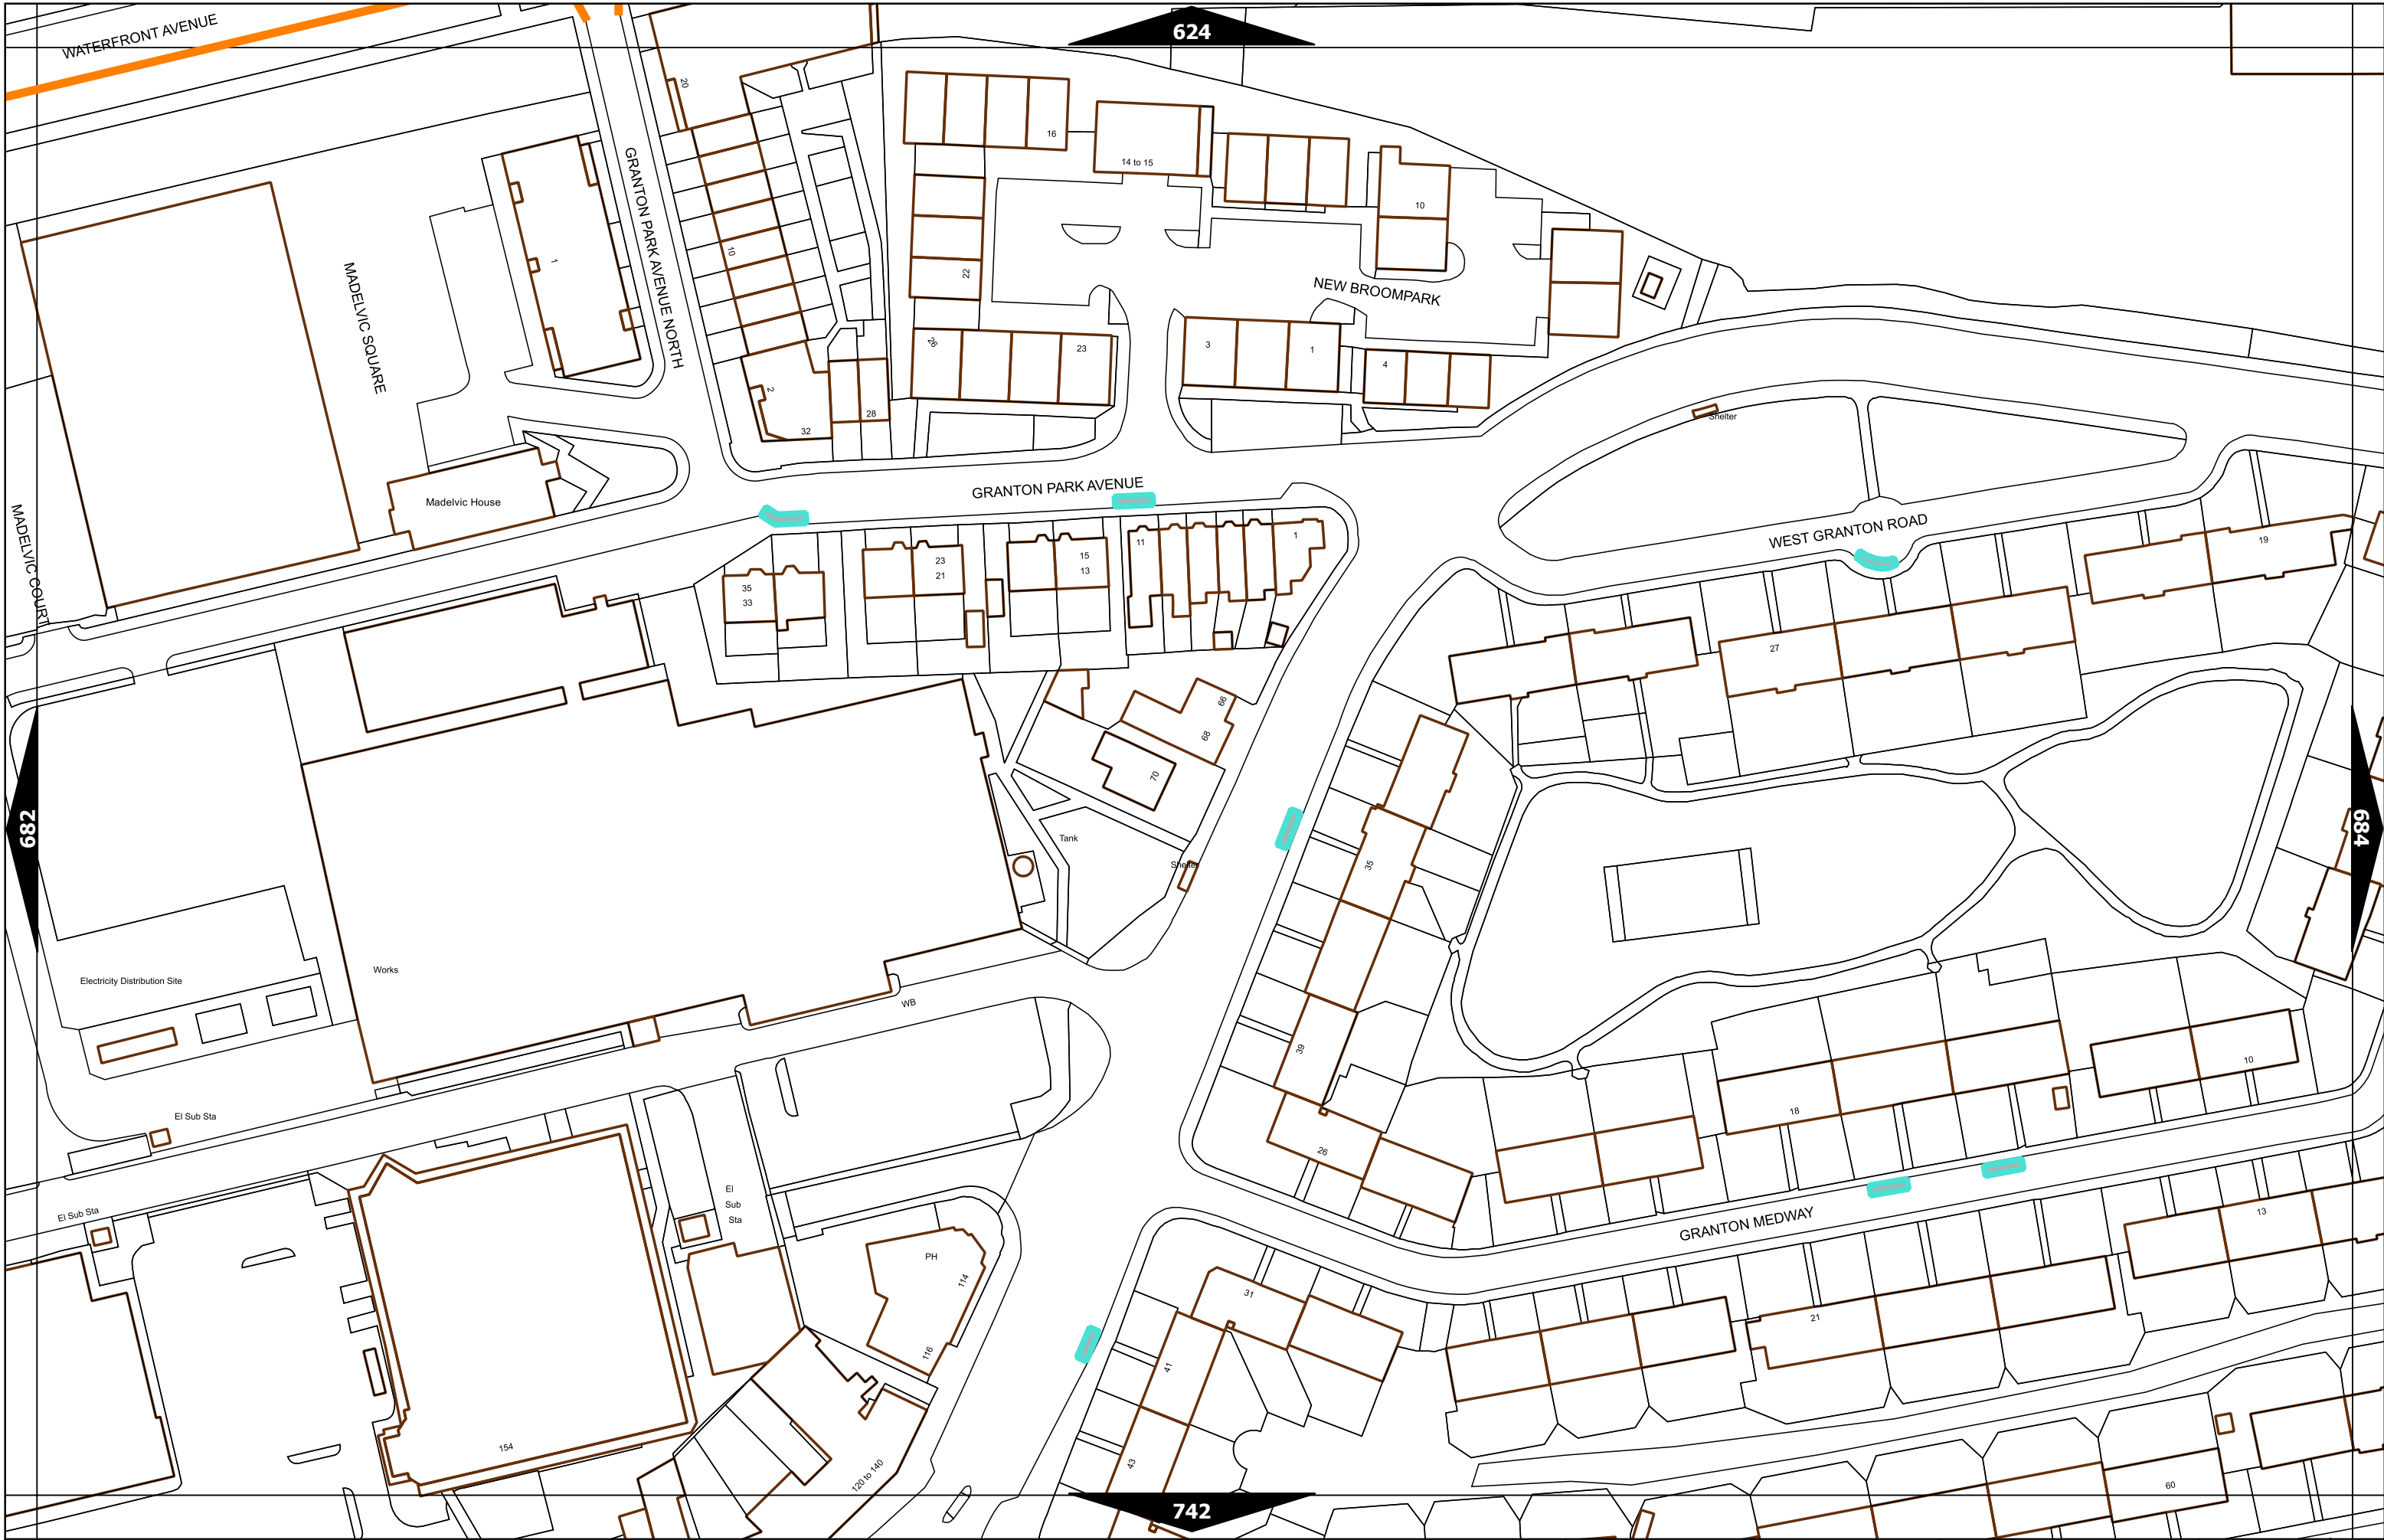 624
WATERFRONT AVENUE
20
16
14 to 15
10
GRANTON PARK AVENUE NORTH
1
10
MADELVIC SQUARE
22
NEW BROOMPARK
26
23
3
1
4
2
28
32
Shelter
Madelvic House
GRANTON PARK AVENUE
MADELVIC COURT
WEST GRANTON ROAD
11
1
19
15
13
23
21
35
33
27
66
68
70
682
684
Tank
Shelter
35
Works
Electricity Distribution Site
WB
39
10
El Sub Sta
18
26
El Sub Sta
El
Sub
Sta
GRANTON MEDWAY
13
PH
114
31
21
116
41
154
43
120 to 140
60
742